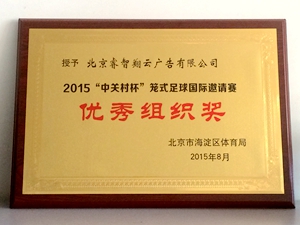 授予 北京睿智翔云广告有限公司
2015“中关村杯”笼式足球国际邀请赛
优秀组织奖
北京市海淀区体育局
2015年8月